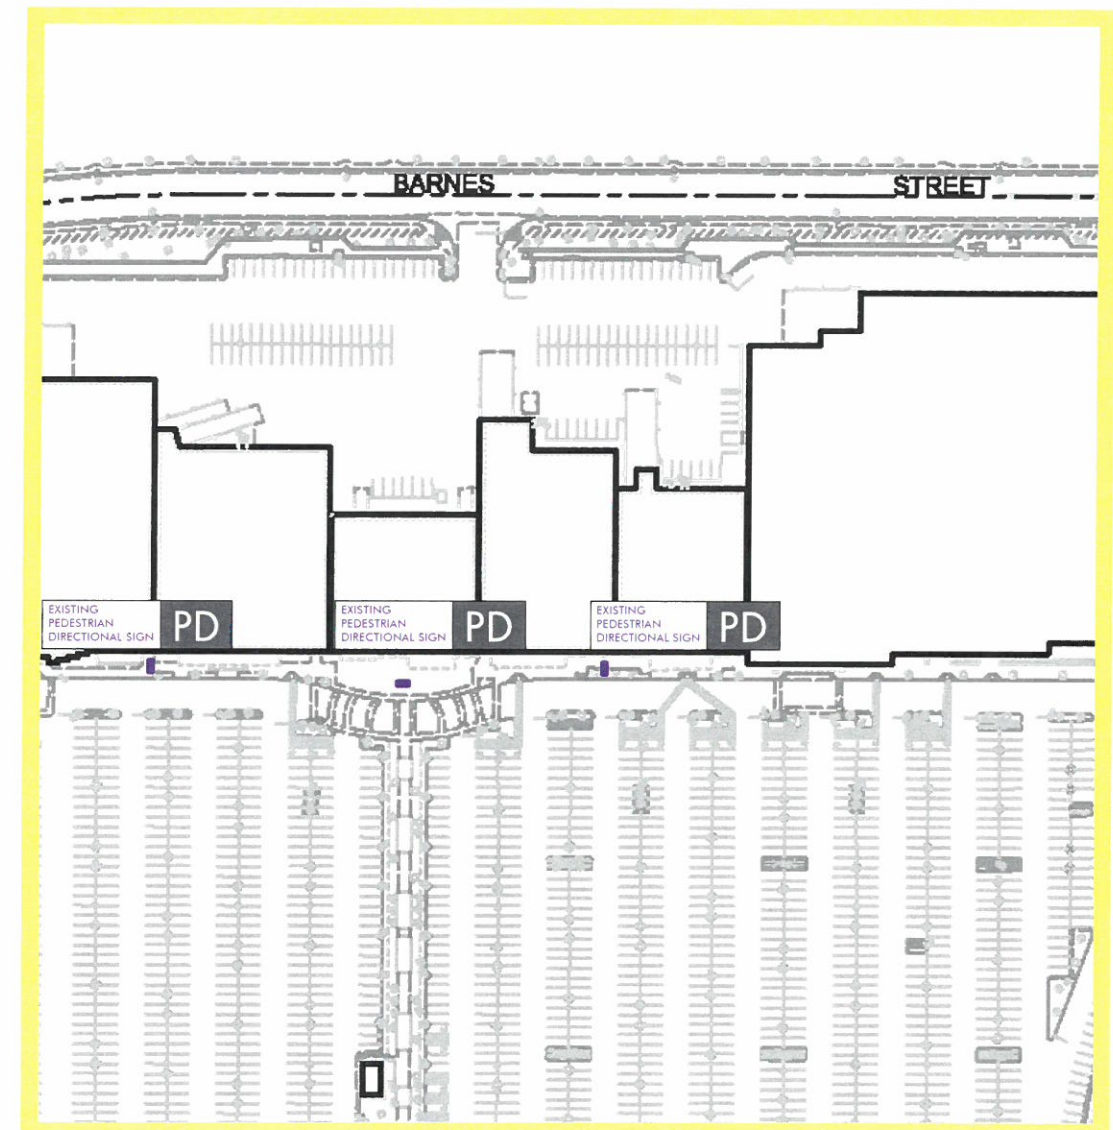 BARNES STREET
EXISTING
PEDESTRIAN
DIRECTIONAL SIGN
PD
EXISTING
PEDESTRIAN
DIRECTIONAL SIGN
PD
EXISTING
PEDESTRIAN
DIRECTIONAL SIGN
PD